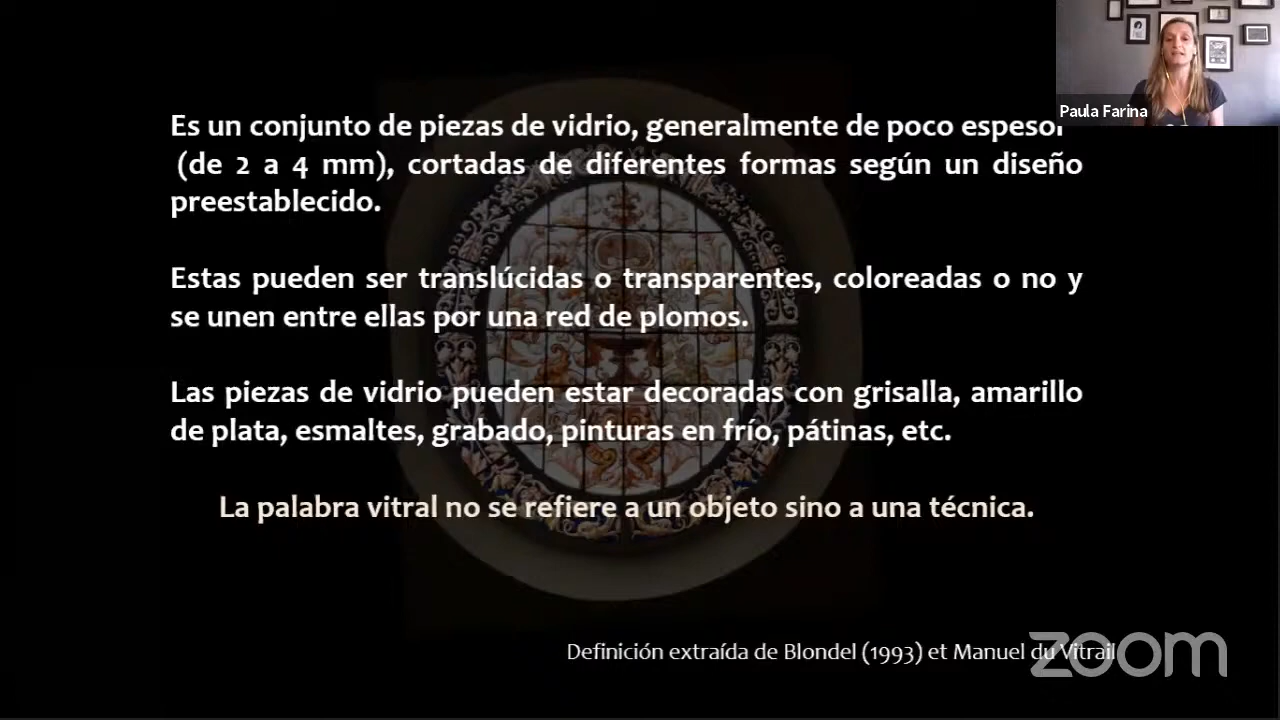 Paula Farina
Es un conjunto de piezas de vidrio, generalmente de poco espesor
(de 2 a 4 mm), cortadas de diferentes formas según un diseño
preestablecido.
Estas pueden ser translúcidas o transparentes, coloreadas o no y
se unen entre ellas por una red de plomos.
Las piezas de vidrio pueden estar decoradas con grisalla, amarillo
de plata, esmaltes, grabado, pinturas en frío, pátinas, etc.
La palabra vitral no se refiere a un objeto sino a una técnica.
Definición extraída de Blondel (1993) et Manuel du Vitrail
zoom